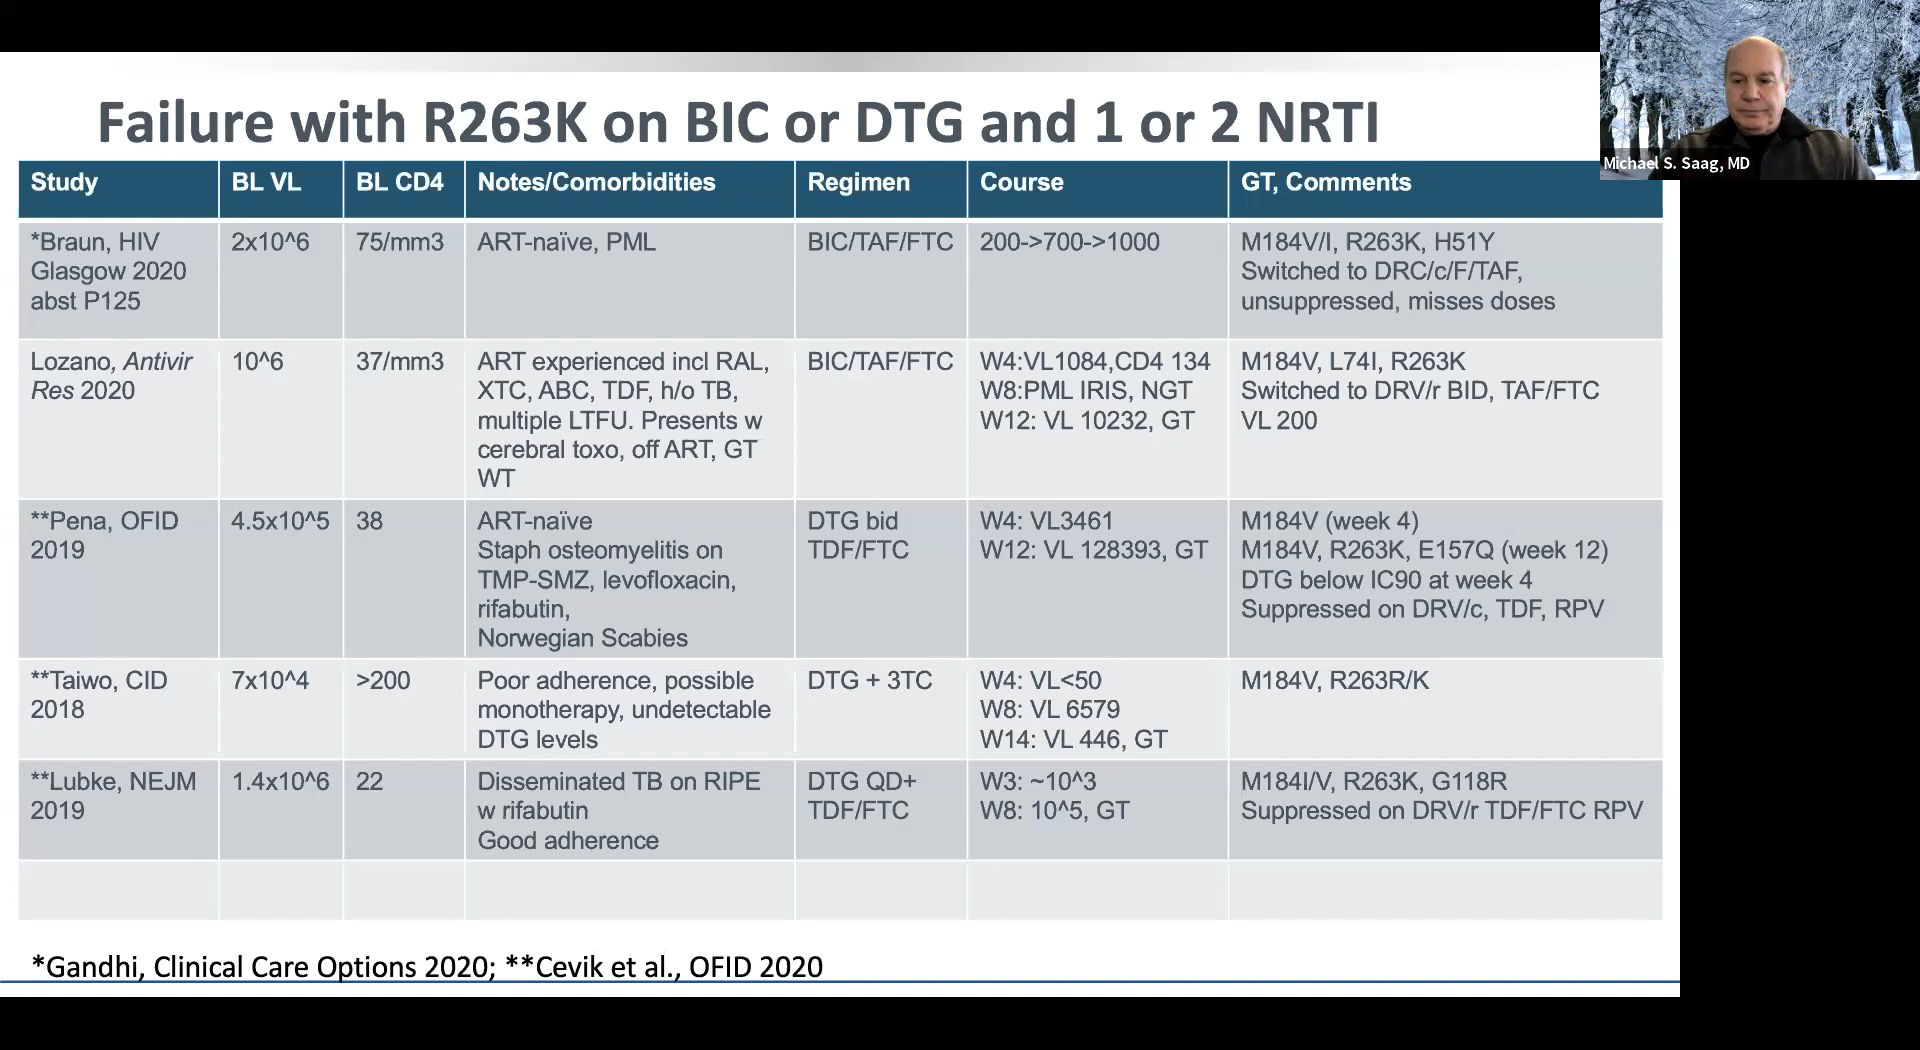 Failure with R263K on BIC or DTG and 1 or 2 NRTI
Michael S. Saag, MD
Study BL VL BL CD4 Notes/Comorbidities Regimen Course GT, Comments
*Braun, HIV
Glasgow 2020
abst P125
2x10^6
75/mm3
ART-naïve, PML
BIC/TAF/FTC
200->700->1000
M184V/I, R263K, H51Y
Switched to DRC/c/F/TAF,
unsuppressed, misses doses
Lozano, Antivir
Res 2020
10^6
37/mm3
ART experienced incl RAL,
XTC, ABC, TDF, h/o TB,
multiple LTFU. Presents w
cerebral toxo, off ART, GT
WT
BIC/TAF/FTC
W4:VL1084,CD4 134
W8:PML IRIS, NGT
W12: VL 10232, GT
M184V, L74I, R263K
Switched to DRV/r BID, TAF/FTC
VL 200
**Pena, OFID
2019
4.5x10^5
38
ART-naïve
Staph osteomyelitis on
TMP-SMZ, levofloxacin,
rifabutin,
Norwegian Scabies
DTG bid
TDF/FTC
W4: VL3461
W12: VL 128393, GT
M184V (week 4)
M184V, R263K, E157Q (week 12)
DTG below IC90 at week 4
Suppressed on DRV/c, TDF, RPV
**Taiwo, CID
2018
7x10^4
>200
Poor adherence, possible
monotherapy, undetectable
DTG levels
DTG + 3TC
W4: VL<50
W8: VL 6579
W14: VL 446, GT
M184V, R263R/K
**Lubke, NEJM
2019
1.4x10^6
22
Disseminated TB on RIPE
w rifabutin
Good adherence
DTG QD+
TDF/FTC
W3: ~10^3
W8: 10^5, GT
M184I/V, R263K, G118R
Suppressed on DRV/r TDF/FTC RPV
*Gandhi, Clinical Care Options 2020; **Cevik et al., OFID 2020